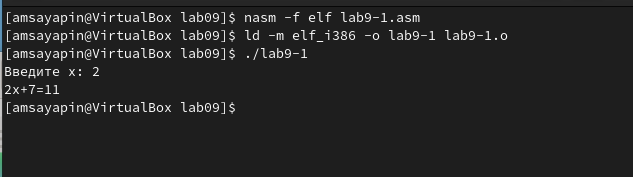 [amsayapin@VirtualBox lab09]$ nasm -f elf lab9-1.asm
[amsayapin@VirtualBox lab09]$ ld -m elf_i386 -o lab9-1 lab9-1.o
[amsayapin@VirtualBox lab09]$ ./lab9-1
Введите x: 2
2x+7=11
[amsayapin@VirtualBox lab09]$